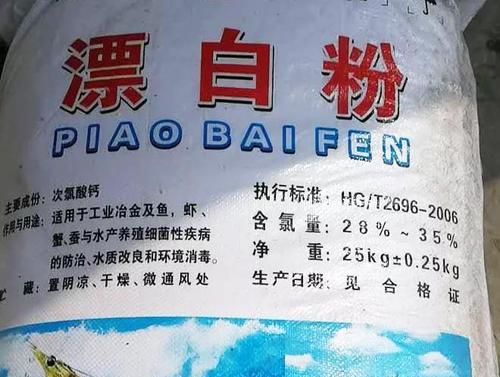 漂白粉
PIAO BAI FEN
主要成份：次氯酸钙
作用与用途：适用于工业冶金及鱼，虾、
蟹、蚕与水产养殖细菌性疾病
的防治、水质改良和环境消毒。
贮藏：置阴凉、干燥、微通风处
执行标准：HG/T2696-2006
含氯量：28%~35%
净重：25kg±0.25kg
生产日期：见合格证